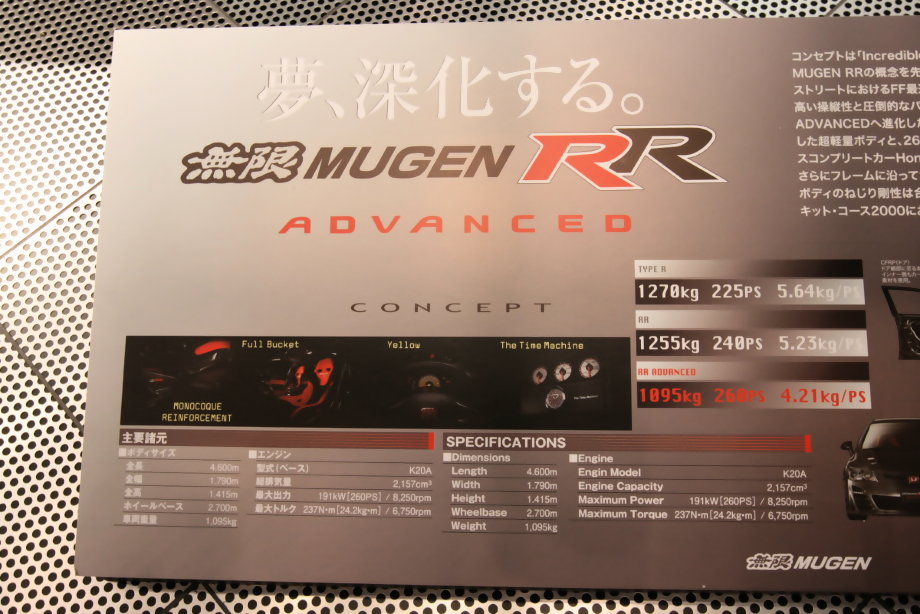 夢、深化する。
無限 MUGEN RR
ADVANCED
CONCEPT
コンセプトは「Incredible
MUGEN RRの概念を先
ストリートにおけるFF最
高い操縦性と圧倒的なパ
ADVANCEDへ進化した
した超軽量ボディと、26
スコンプリートカーHon
さらにフレームに沿って
ボディのねじり剛性は
キット・コース2000に
TYPE R
1270kg 225PS 5.64kg/PS
RR
1255kg 240PS 5.23kg/PS
RR ADVANCED
1095kg 260PS 4.21kg/PS
CFRP(ドア)
MONOCOQUE
REINFORCEMENT
Full Bucket
Yellow
The Time Machine
主要諸元
■ボディサイズ
全長 4.600m
全幅 1.790m
全高 1.415m
ホイールベース 2.700m
車両重量 1,095kg
■エンジン
型式(ベース) K20A
総排気量 2,157cm³
最大出力 191kW[260PS] / 8,250rpm
最大トルク 237N・m[24.2kg・m] / 6,750rpm
SPECIFICATIONS
■Dimensions
Length 4.600m
Width 1.790m
Height 1.415m
Wheelbase 2.700m
Weight 1,095kg
■Engine
Engin Model K20A
Engine Capacity 2,157cm³
Maximum Power 191kW[260PS] / 8,250rpm
Maximum Torque 237N・m[24.2kg・m] / 6,750rpm
無限 MUGEN